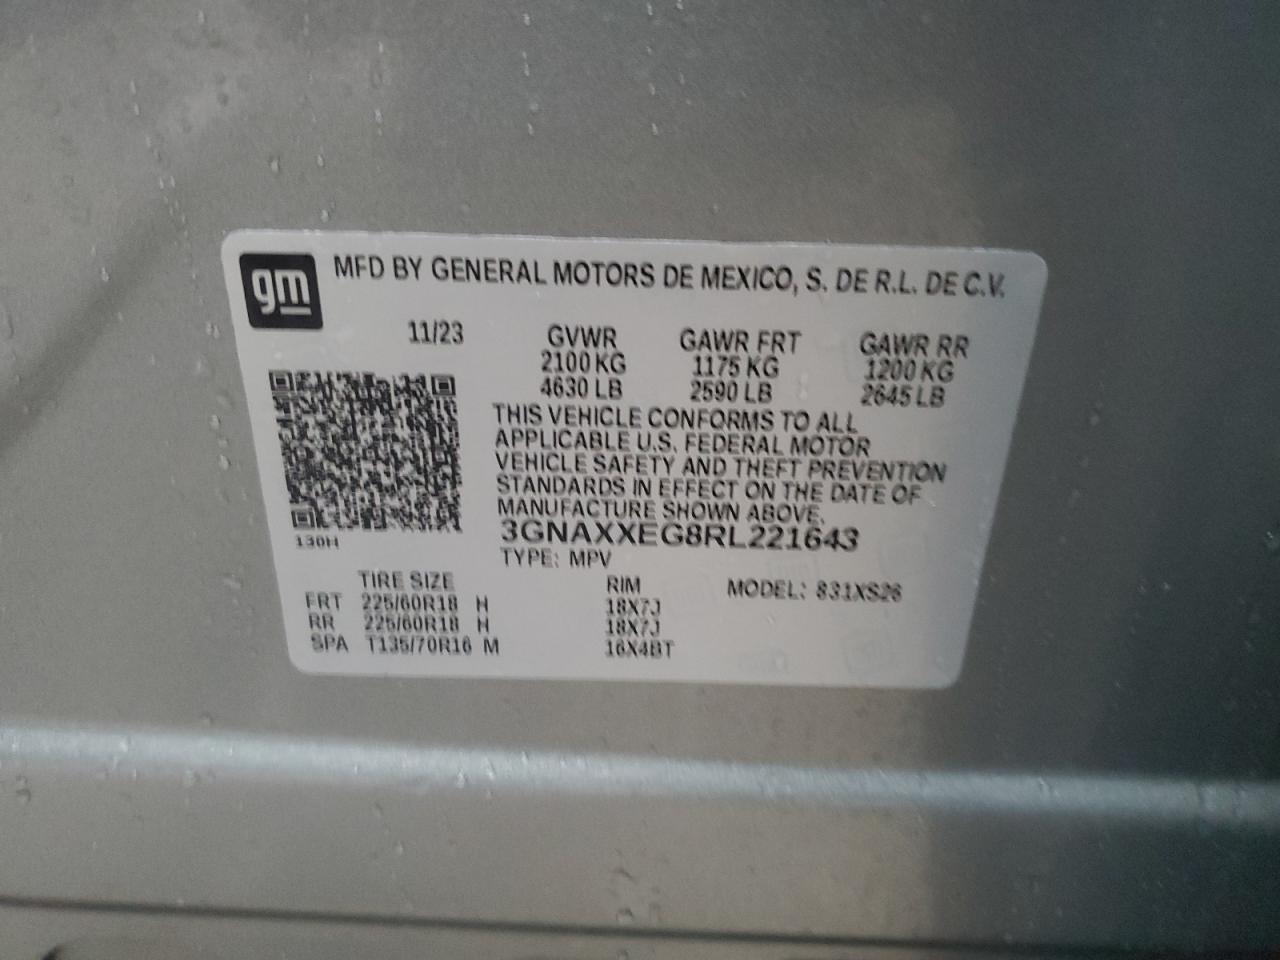 gm
MFD BY GENERAL MOTORS DE MEXICO, S. DE R.L. DE C.V.
11/23
GVWR
2100 KG
4630 LB
GAWR FRT
1175 KG
2590 LB
GAWR RR
1200 KG
2645 LB
THIS VEHICLE CONFORMS TO ALL
APPLICABLE U.S. FEDERAL MOTOR
VEHICLE SAFETY AND THEFT PREVENTION
STANDARDS IN EFFECT ON THE DATE OF
MANUFACTURE SHOWN ABOVE.
130H
3GNAXXEG8RL221643
TYPE: MPV
TIRE SIZE RIM MODEL: 831XS26
FRT 225/60R18 H 18X7J
RR 225/60R18 H 18X7J
SPA T135/70R16 M 16X4BT